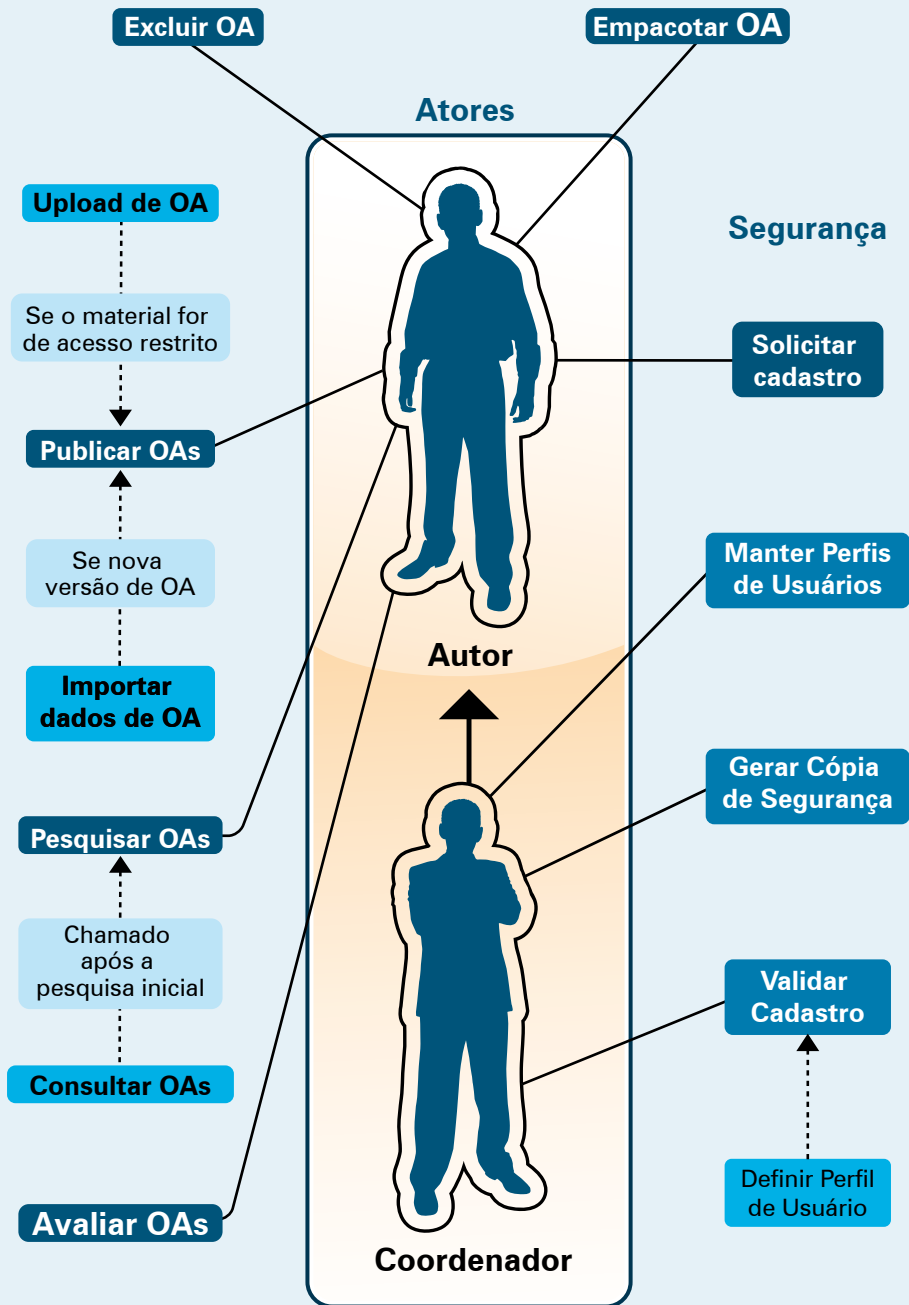 Excluir OA
Empacotar OA
Atores
Upload de OA
Segurança
Se o material for
de acesso restrito
Solicitar
cadastro
Publicar OAs
Se nova
versão de OA
Manter Perfis
de Usuários
Autor
Importar
dados de OA
Gerar Cópia
de Segurança
Pesquisar OAs
Chamado
após a
pesquisa inicial
Validar
Cadastro
Consultar OAs
Definir Perfil
de Usuário
Avaliar OAs
Coordenador